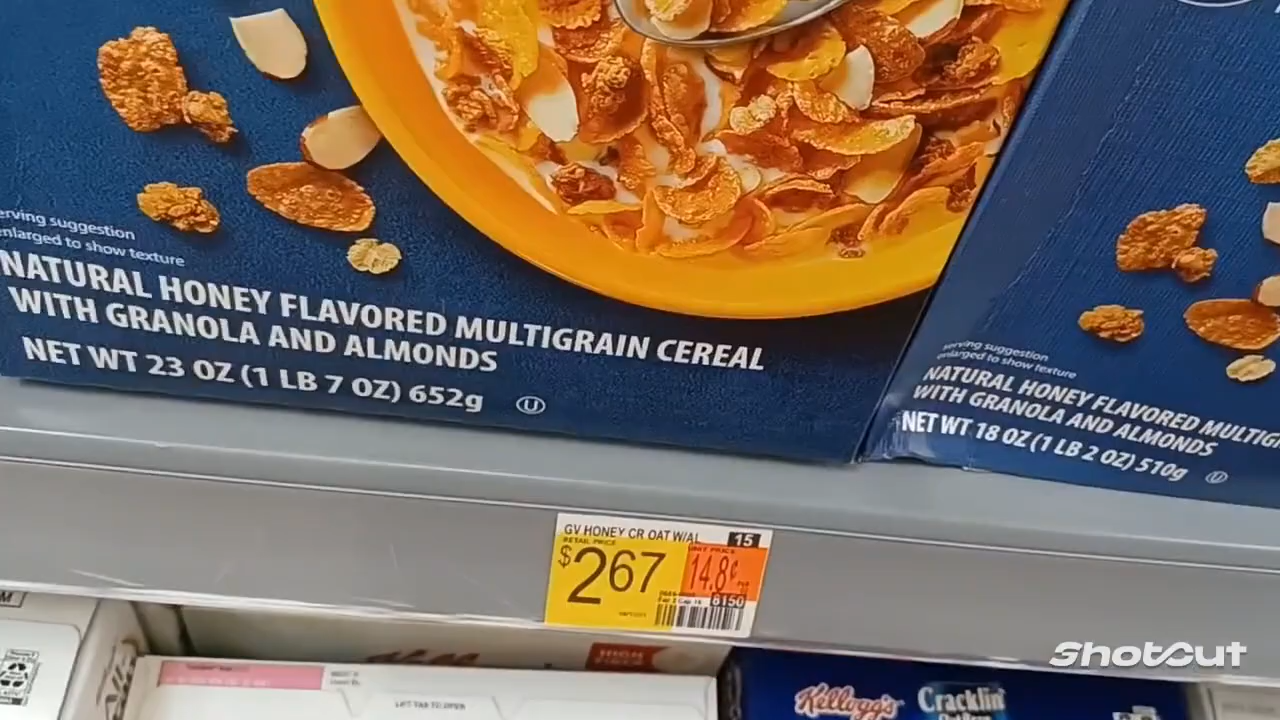 serving suggestion
enlarged to show texture
NATURAL HONEY FLAVORED MULTIGRAIN CEREAL
WITH GRANOLA AND ALMONDS
NET WT 23 OZ (1 LB 7 OZ) 652g
U
serving suggestion
enlarged to show texture
NATURAL HONEY FLAVORED MULTIG
WITH GRANOLA AND ALMONDS
NET WT 18 OZ (1 LB 2 OZ) 510g
U
GV HONEY CR OAT W/AL 15
RETAIL PRICE
UNIT PRICE
$2.67
14.8¢
8150
ShotCut
HIGH
LIFT TAB TO OPEN
Kellogg's
Cracklin'